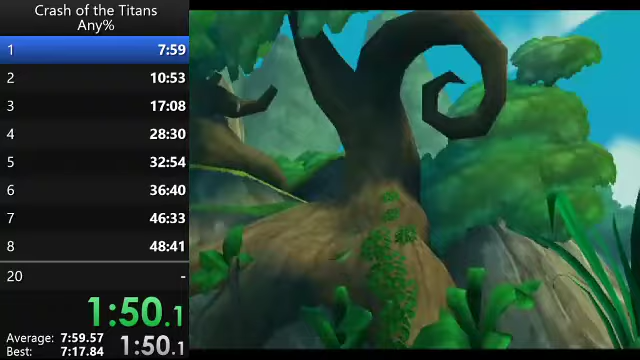 Crash of the Titans
Any%
1 7:59
2 10:53
3 17:08
4 28:30
5 32:54
6 36:40
7 46:33
8 48:41
20 -
1:50.1
Average: 7:59.57
Best: 7:17.84 1:50.1